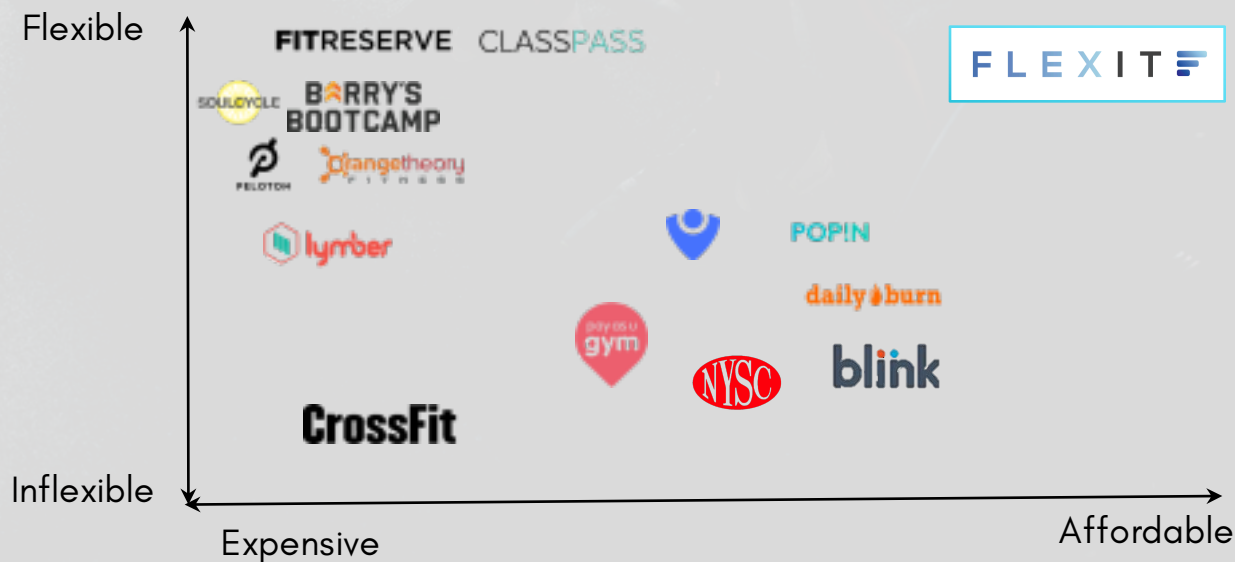 Flexible
FITRESERVE
CLASSPASS
FLEXIT
SOULCYCLE
BARRY'S
BOOTCAMP
PELOTON
Orangetheory
FITNESS
lymber
POP!N
daily burn
pay as u
gym
NYSC
blink
CrossFit
Inflexible
Expensive
Affordable